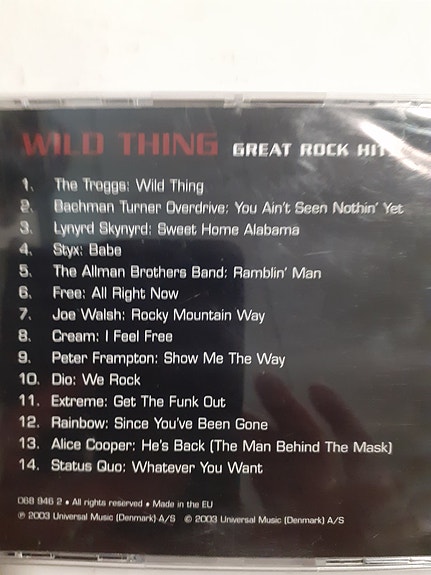 WILD THING GREAT ROCK HITS
1. The Troggs: Wild Thing
2. Bachman Turner Overdrive: You Ain't Seen Nothin' Yet
3. Lynyrd Skynyrd: Sweet Home Alabama
4. Styx: Babe
5. The Allman Brothers Band: Ramblin' Man
6. Free: All Right Now
7. Joe Walsh: Rocky Mountain Way
8. Cream: I Feel Free
9. Peter Frampton: Show Me The Way
10. Dio: We Rock
11. Extreme: Get The Funk Out
12. Rainbow: Since You've Been Gone
13. Alice Cooper: He's Back (The Man Behind The Mask)
14. Status Quo: Whatever You Want
068 946 2 • All rights reserved • Made in the EU
℗ 2003 Universal Music (Denmark) A/S © 2003 Universal Music (Denmark) A/S